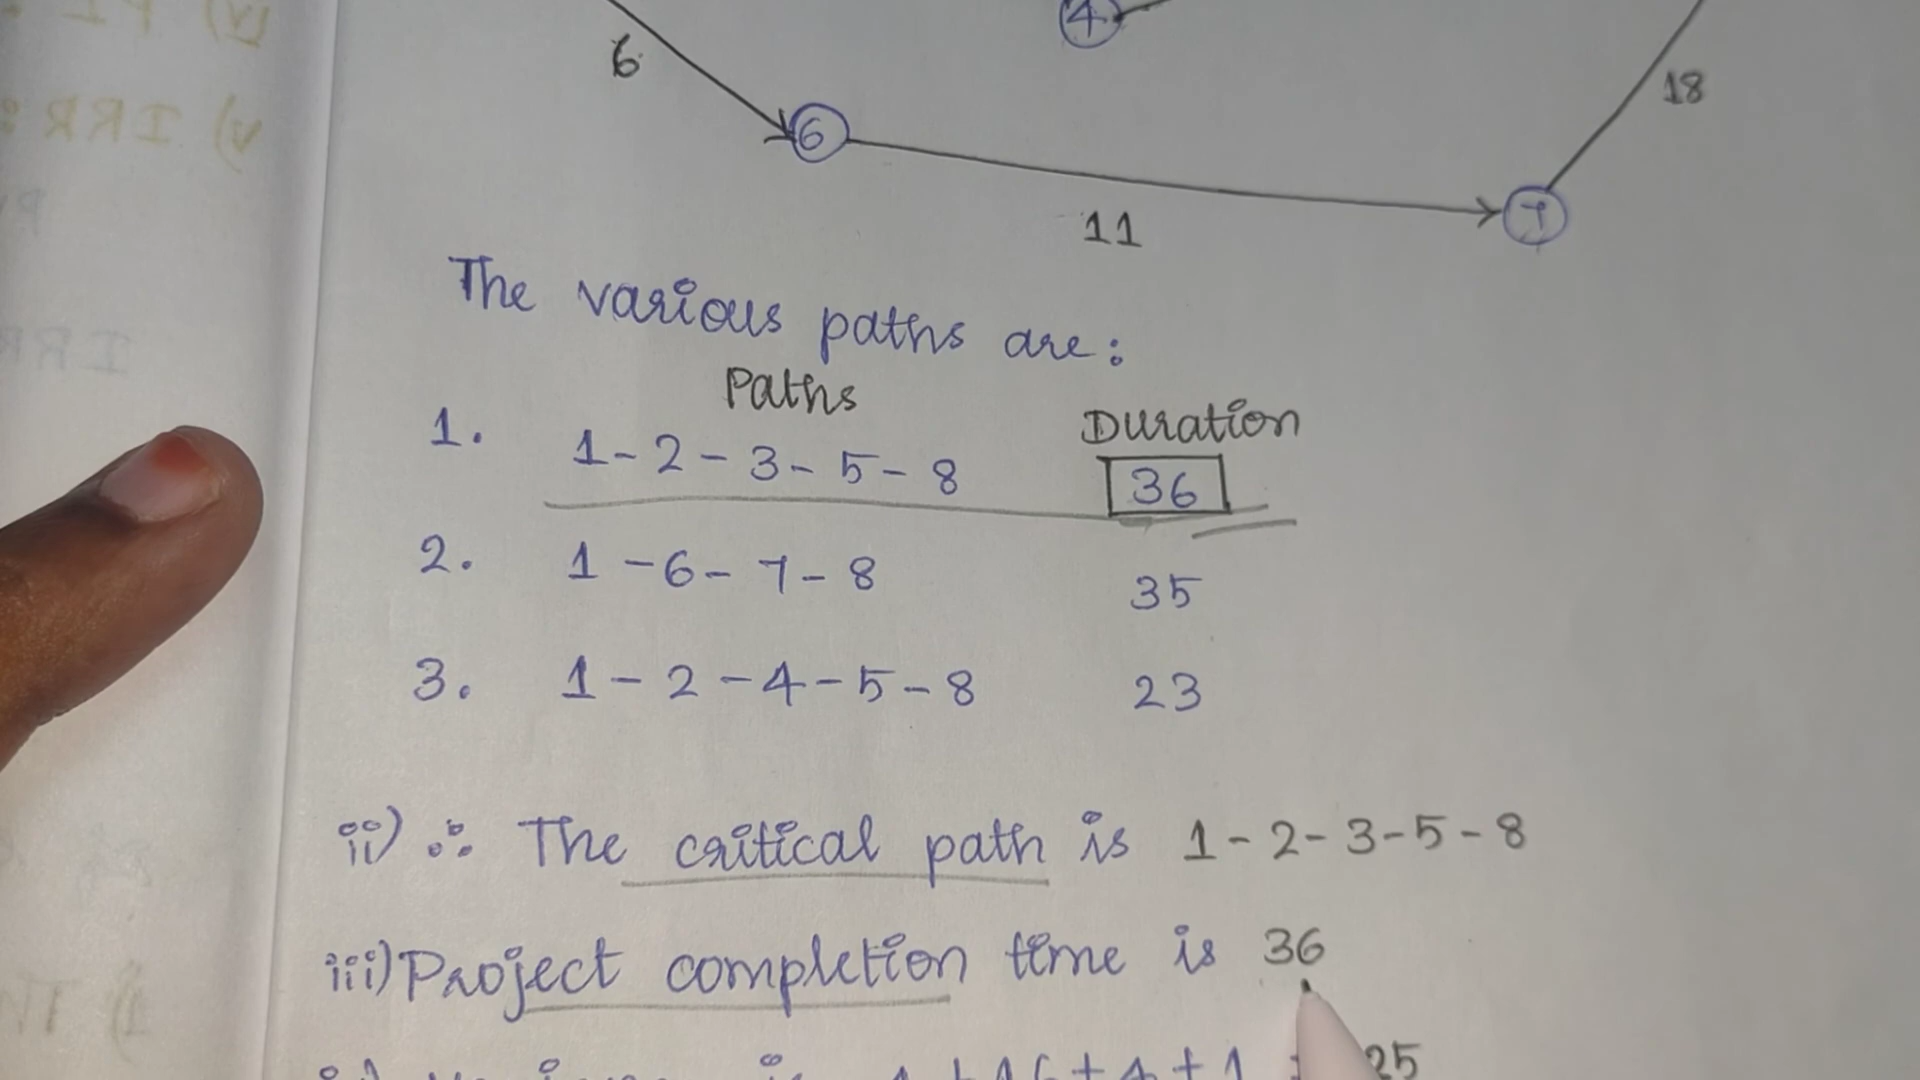 4
6
18
6
7
11
The various paths are:
Paths
Duration
1. 1-2-3-5-8 36
2. 1-6-7-8 35
3. 1-2-4-5-8 23
ii) ∴ The critical path is 1-2-3-5-8
iii) Project completion time is 36
25